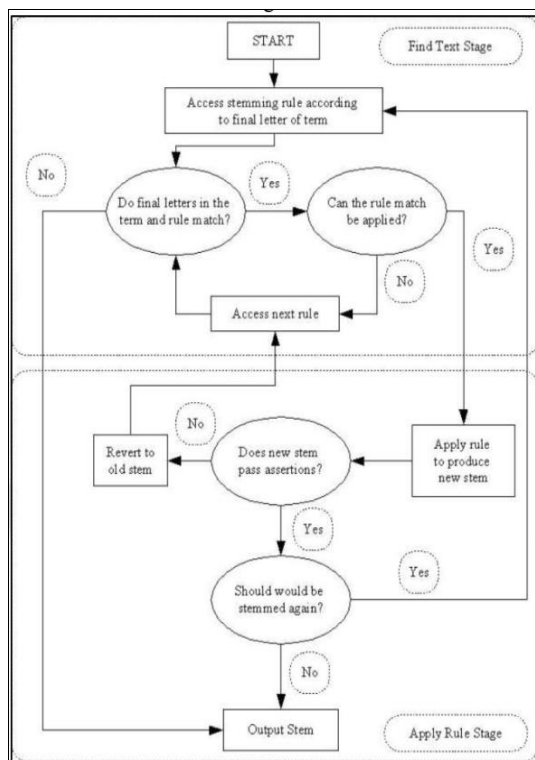 START
Find Text Stage
Access stemming rule according
to final letter of term
No
Do final letters in the
term and rule match?
Yes
Can the rule match
be applied?
Yes
No
Access next rule
Revert to
old stem
No
Does new stem
pass assertions?
Apply rule
to produce
new stem
Yes
Should would be
stemmed again?
Yes
No
Output Stem
Apply Rule Stage